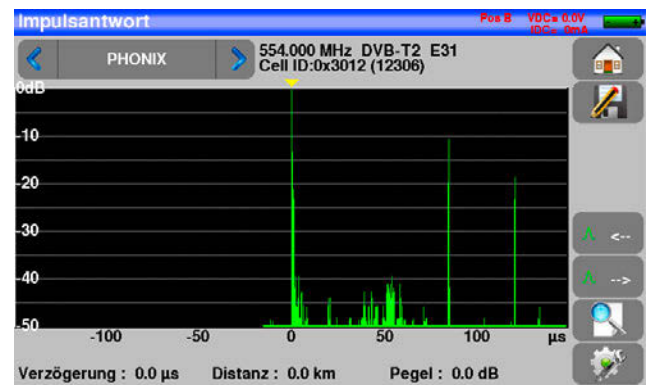 Impulsantwort
Pos 8 VDC= 0.0V
IDC= 0mA
PHONIX
554.000 MHz DVB-T2 E31
Cell ID:0x3012 (12306)
0dB
-10
-20
-30
<--
-40
-->
-50
-100 -50 0 50 100 µs
Verzögerung : 0.0 µs Distanz : 0.0 km Pegel : 0.0 dB